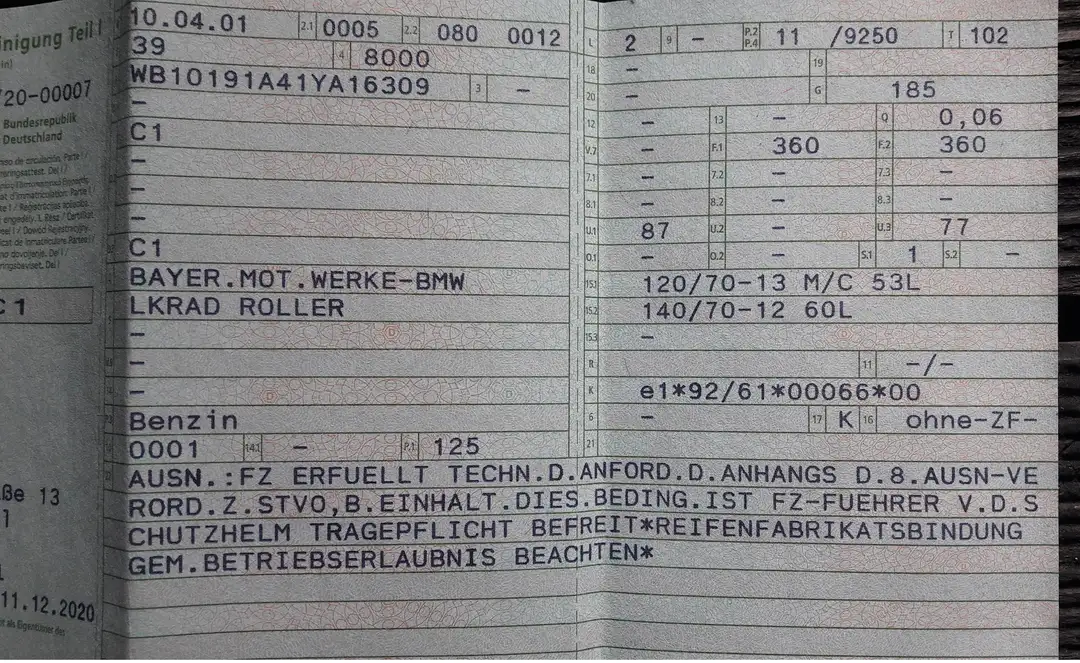 10.04.01 2.1 0005 2.2 080 0012 L 2 9 – P.2 P.4 11 /9250 T 102
39 4 8000 18 – 19
WB10191A41YA16309 3 – 20 – G 185
– 12 – 13 – Q 0,06
C1 V.7 – F.1 360 F.2 360
– 7.1 – 7.2 – 7.3 –
– 8.1 – 8.2 – 8.3 –
– U.1 87 U.2 – U.3 77
C1 O.1 – O.2 – S.1 1 S.2 –
BAYER.MOT.WERKE-BMW 15.1 120/70-13 M/C 53L
LKRAD ROLLER 15.2 140/70-12 60L
– 15.3 –
– R 11 –/–
– K e1*92/61*00066*00
Benzin 6 – 17 K 16 ohne-ZF-
0001 14.1 – P.1 125 21
AUSN.:FZ ERFUELLT TECHN.D.ANFORD.D.ANHANGS D.8.AUSN-VE
RORD.Z.STVO,B.EINHALT.DIES.BEDING.IST FZ-FUEHRER V.D.S
CHUTZHELM TRAGEPFLICHT BEFREIT*REIFENFABRIKATSBINDUNG
GEM.BETRIEBSERLAUBNIS BEACHTEN*
Teil I
20-00007
Bundesrepublik
Deutschland
C1
ße 13
11.12.2020